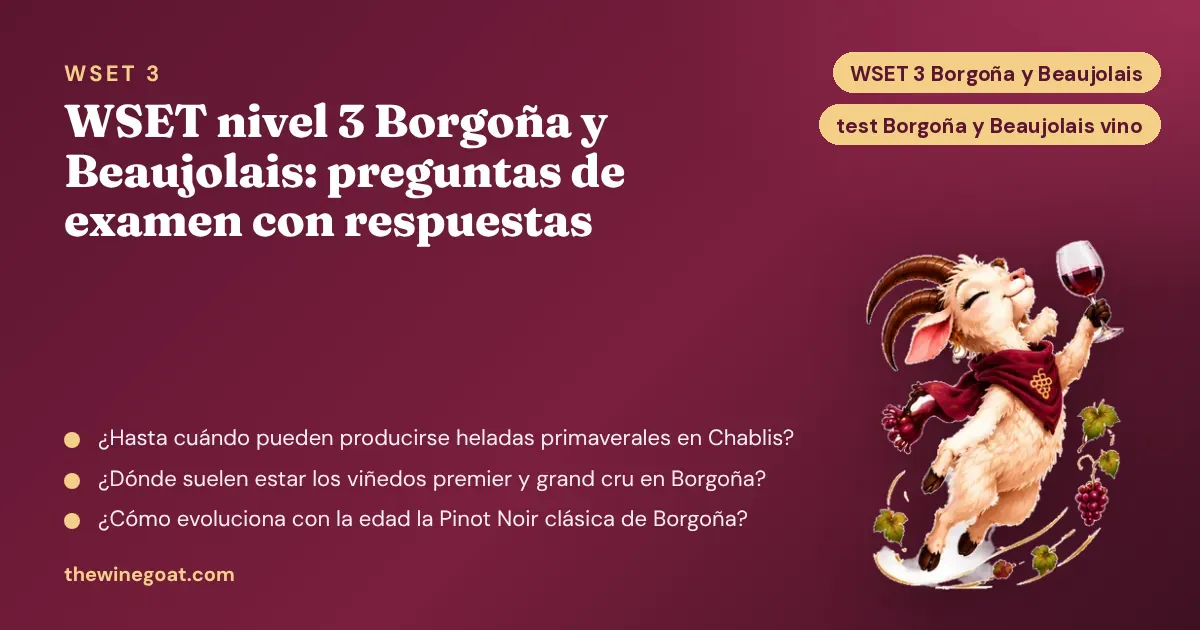 WSET 3
WSET nivel 3 Borgoña y
Beaujolais: preguntas de
examen con respuestas
WSET 3 Borgoña y Beaujolais
test Borgoña y Beaujolais vino
¿Hasta cuándo pueden producirse heladas primaverales en Chablis?
¿Dónde suelen estar los viñedos premier y grand cru en Borgoña?
¿Cómo evoluciona con la edad la Pinot Noir clásica de Borgoña?
thewinegoat.com